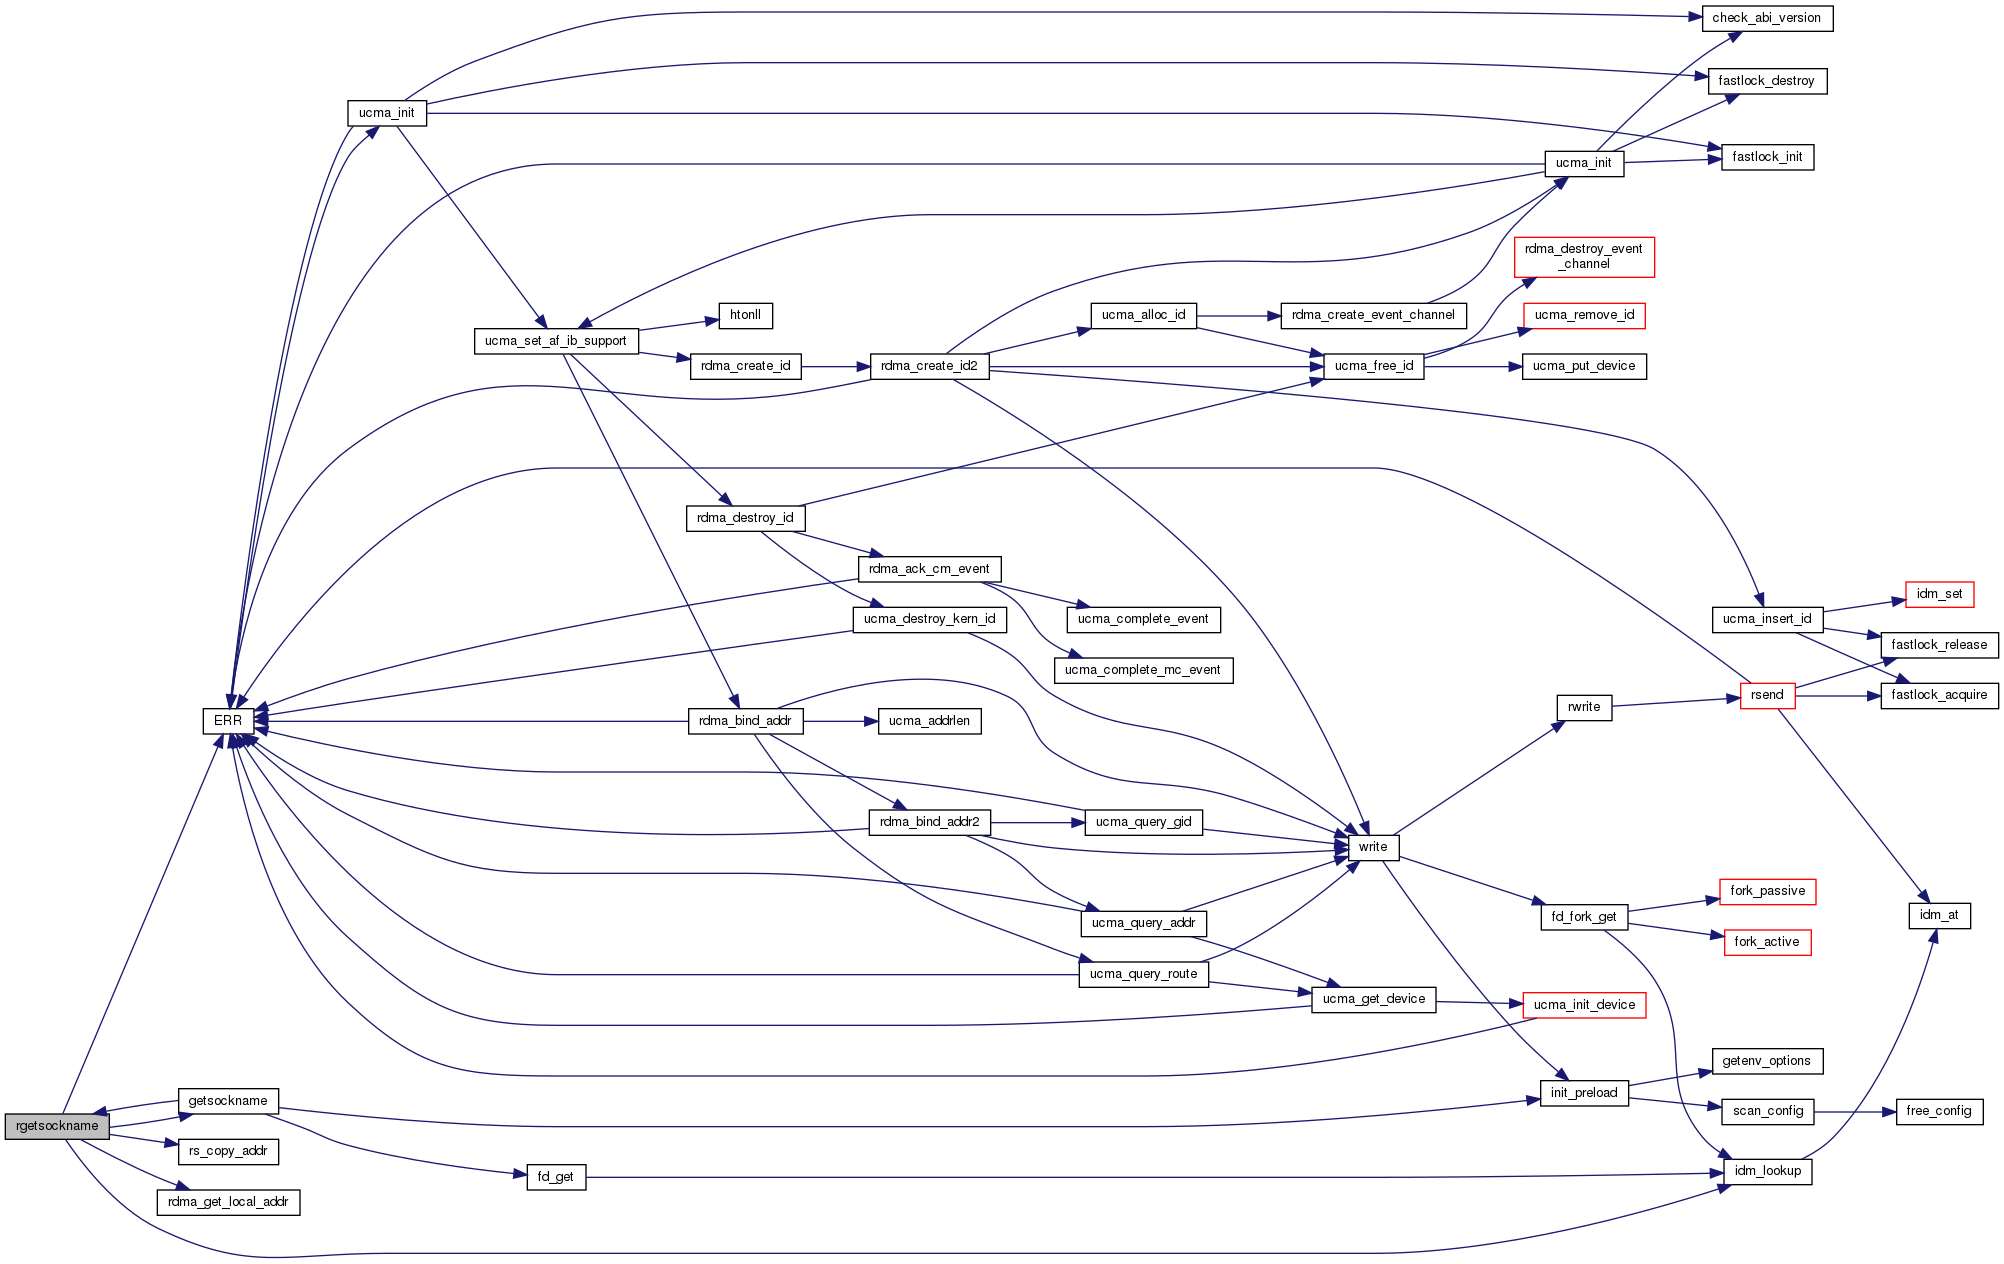 check_abi_version
fastlock_destroy
ucma_init
fastlock_init
ucma_init
rdma_destroy_event
_channel
htonll
ucma_alloc_id
rdma_create_event_channel
ucma_remove_id
ucma_set_af_ib_support
rdma_create_id
rdma_create_id2
ucma_free_id
ucma_put_device
rdma_destroy_id
rdma_ack_cm_event
idm_set
ucma_destroy_kern_id
ucma_complete_event
ucma_insert_id
fastlock_release
ucma_complete_mc_event
rsend
fastlock_acquire
rwrite
ERR
rdma_bind_addr
ucma_addrlen
rdma_bind_addr2
ucma_query_gid
write
fork_passive
fd_fork_get
idm_at
ucma_query_addr
fork_active
ucma_query_route
ucma_get_device
ucma_init_device
getenv_options
getsockname
init_preload
scan_config
free_config
rgetsockname
rs_copy_addr
fd_get
idm_lookup
rdma_get_local_addr